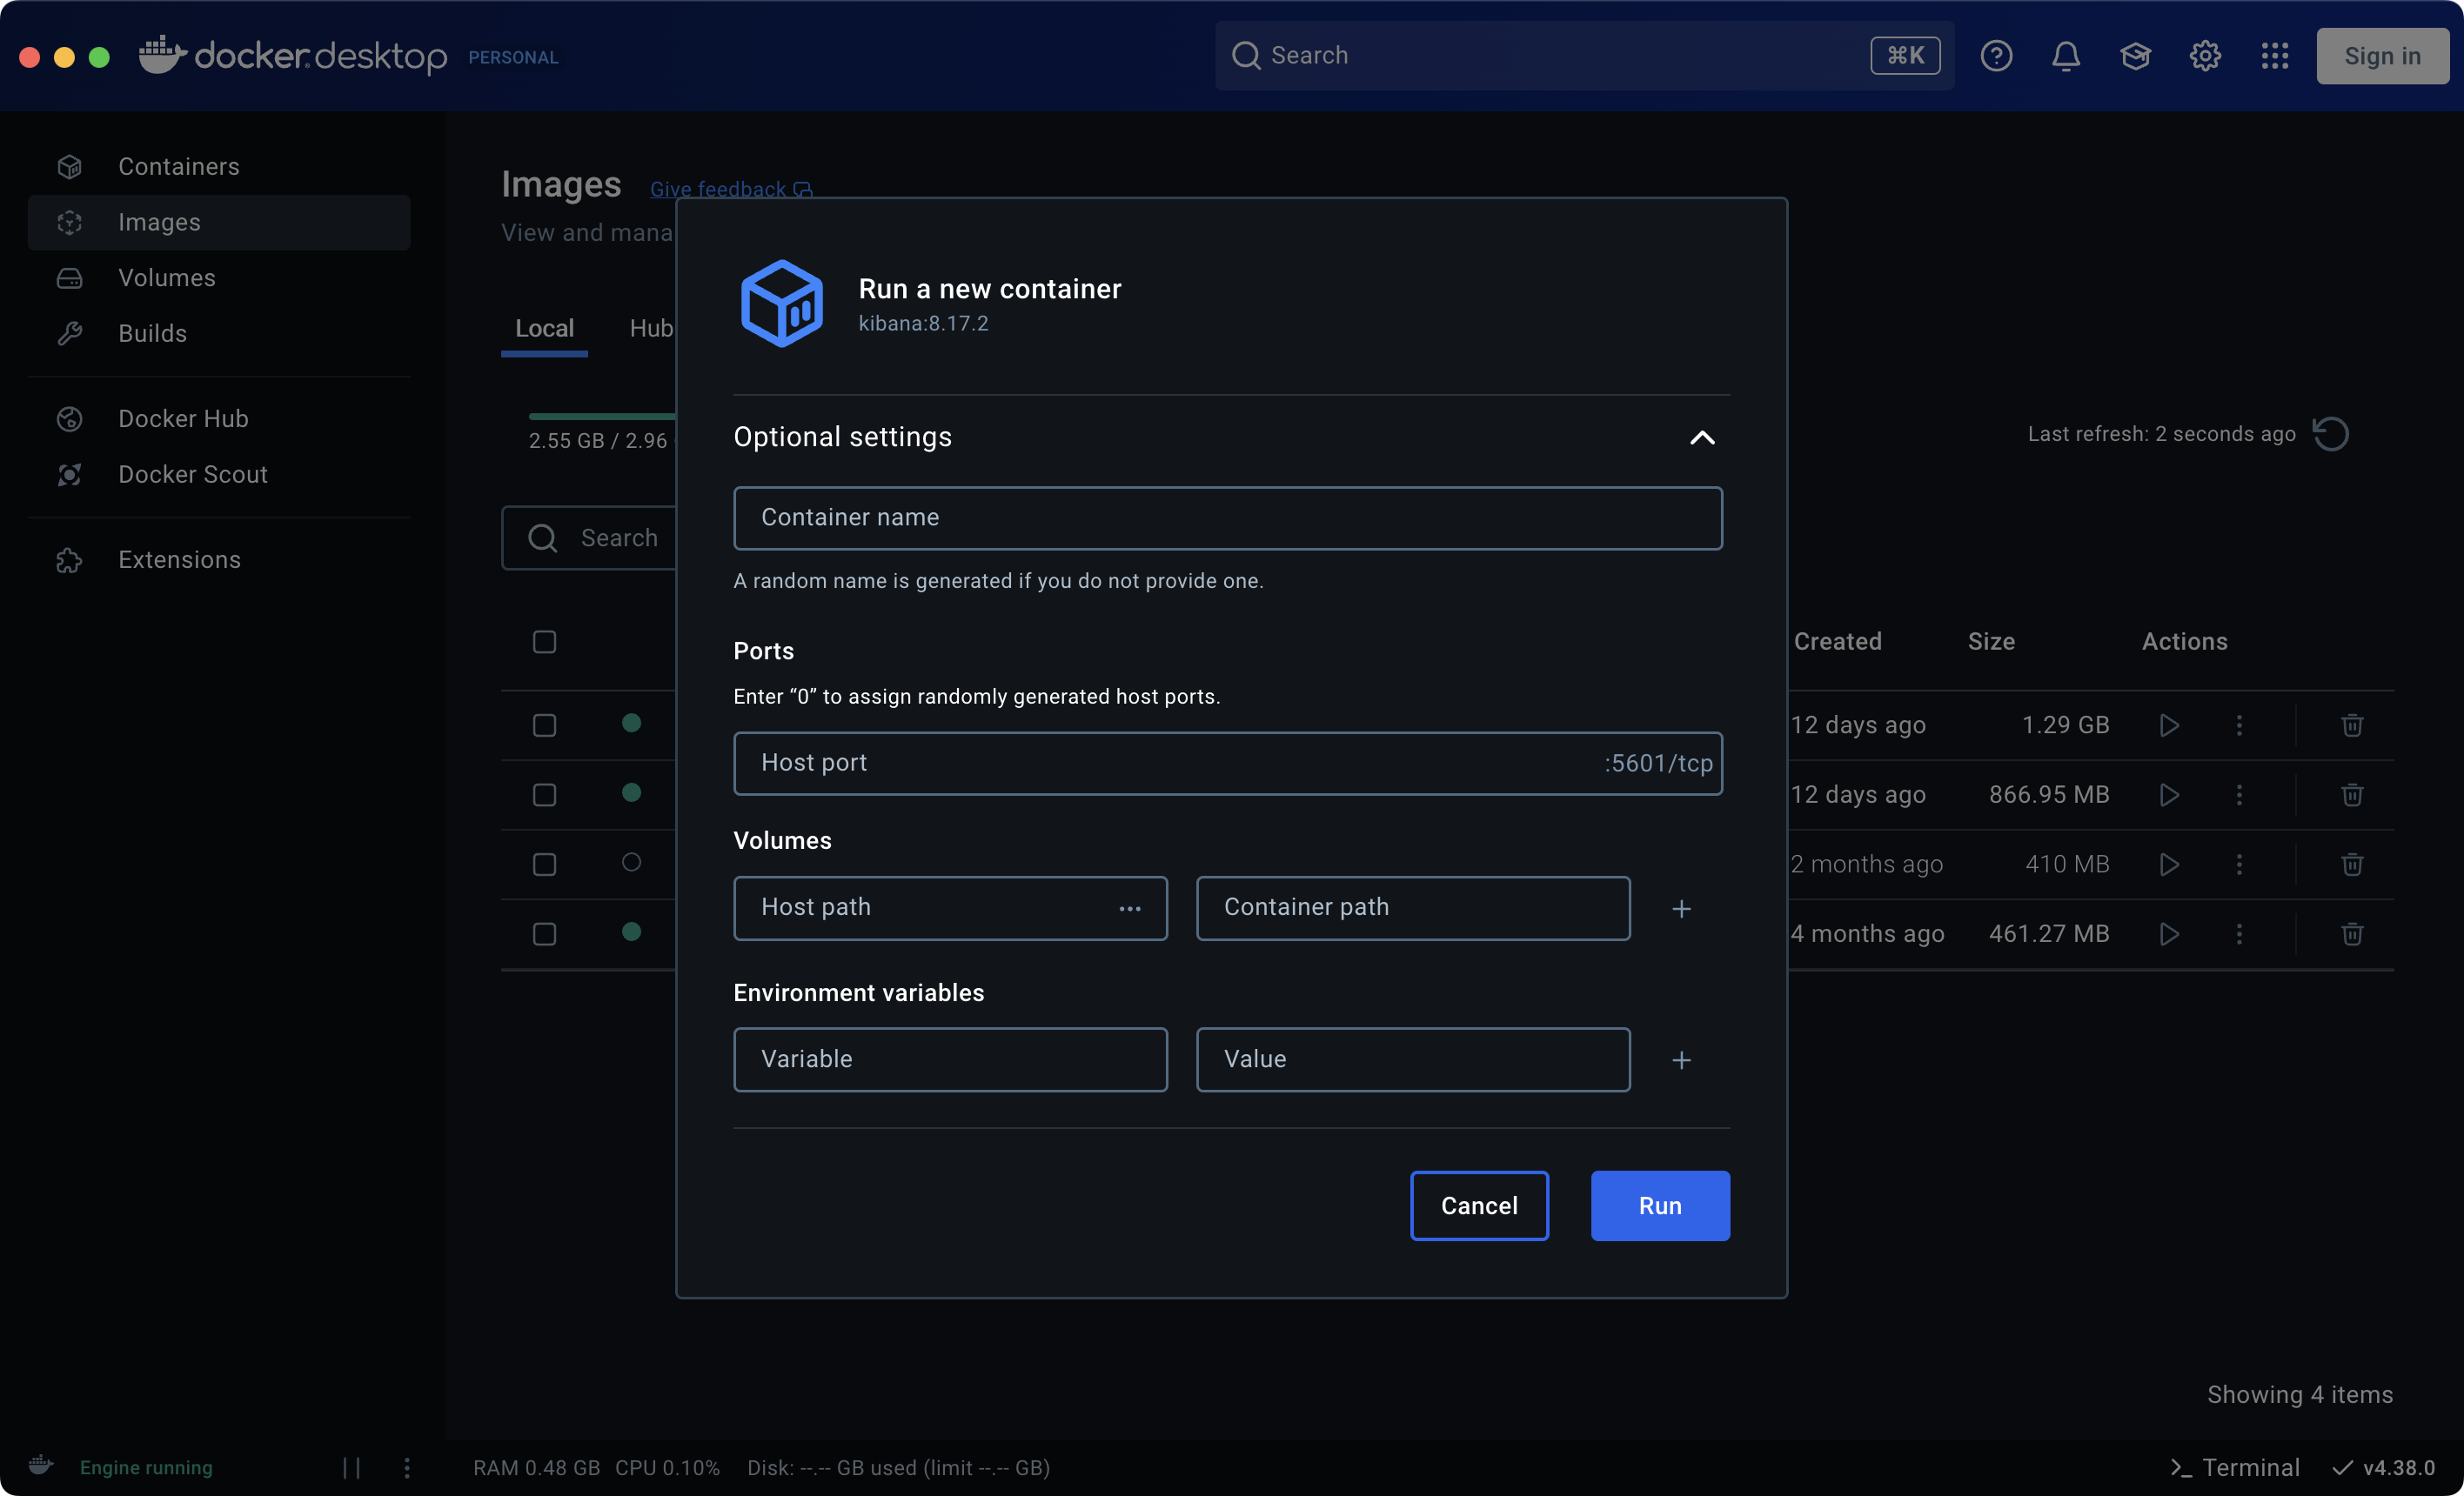 docker.desktop PERSONAL
Search ⌘K
Sign in
Containers
Images
Volumes
Builds
Docker Hub
Docker Scout
Extensions
Images Give feedback
View and mana
Local Hub
2.55 GB / 2.96
Last refresh: 2 seconds ago
Search
Created Size Actions
12 days ago 1.29 GB
12 days ago 866.95 MB
2 months ago 410 MB
4 months ago 461.27 MB
Showing 4 items
Run a new container
kibana:8.17.2
Optional settings
Container name
A random name is generated if you do not provide one.
Ports
Enter “0” to assign randomly generated host ports.
Host port :5601/tcp
Volumes
Host path ... Container path +
Environment variables
Variable Value +
Cancel Run
Engine running
RAM 0.48 GB CPU 0.10% Disk: --.-- GB used (limit --.-- GB)
>_ Terminal v4.38.0